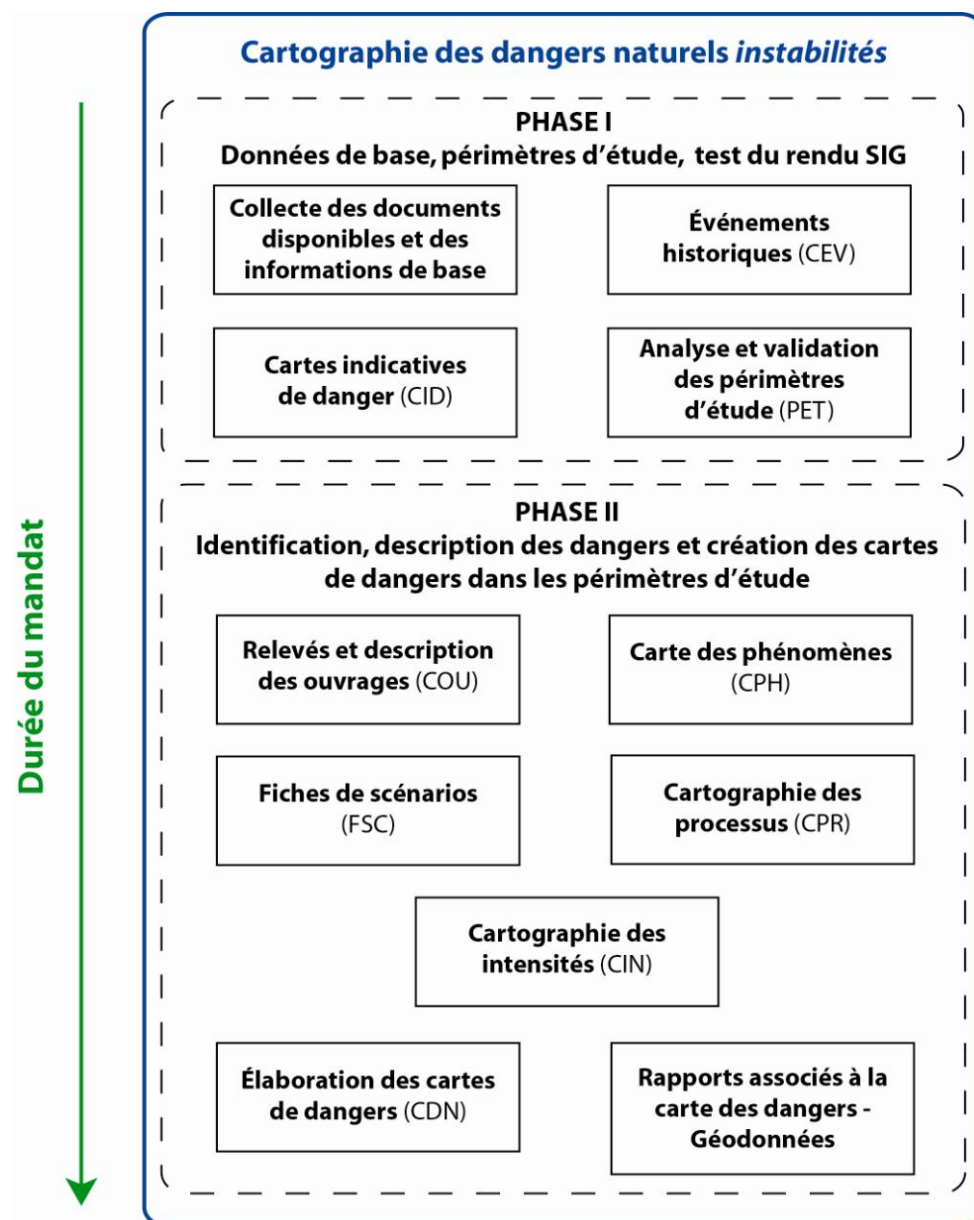 Cartographie des dangers naturels instabilités
Durée du mandat
PHASE I
Données de base, périmètres d'étude, test du rendu SIG
Collecte des documents
disponibles et des
informations de base
Événements
historiques (CEV)
Cartes indicatives
de danger (CID)
Analyse et validation
des périmètres
d'étude (PET)
PHASE II
Identification, description des dangers et création des cartes
de dangers dans les périmètres d'étude
Relevés et description
des ouvrages (COU)
Carte des phénomènes
(CPH)
Fiches de scénarios
(FSC)
Cartographie des
processus (CPR)
Cartographie des
intensités (CIN)
Élaboration des cartes
de dangers (CDN)
Rapports associés à la
carte des dangers -
Géodonnées